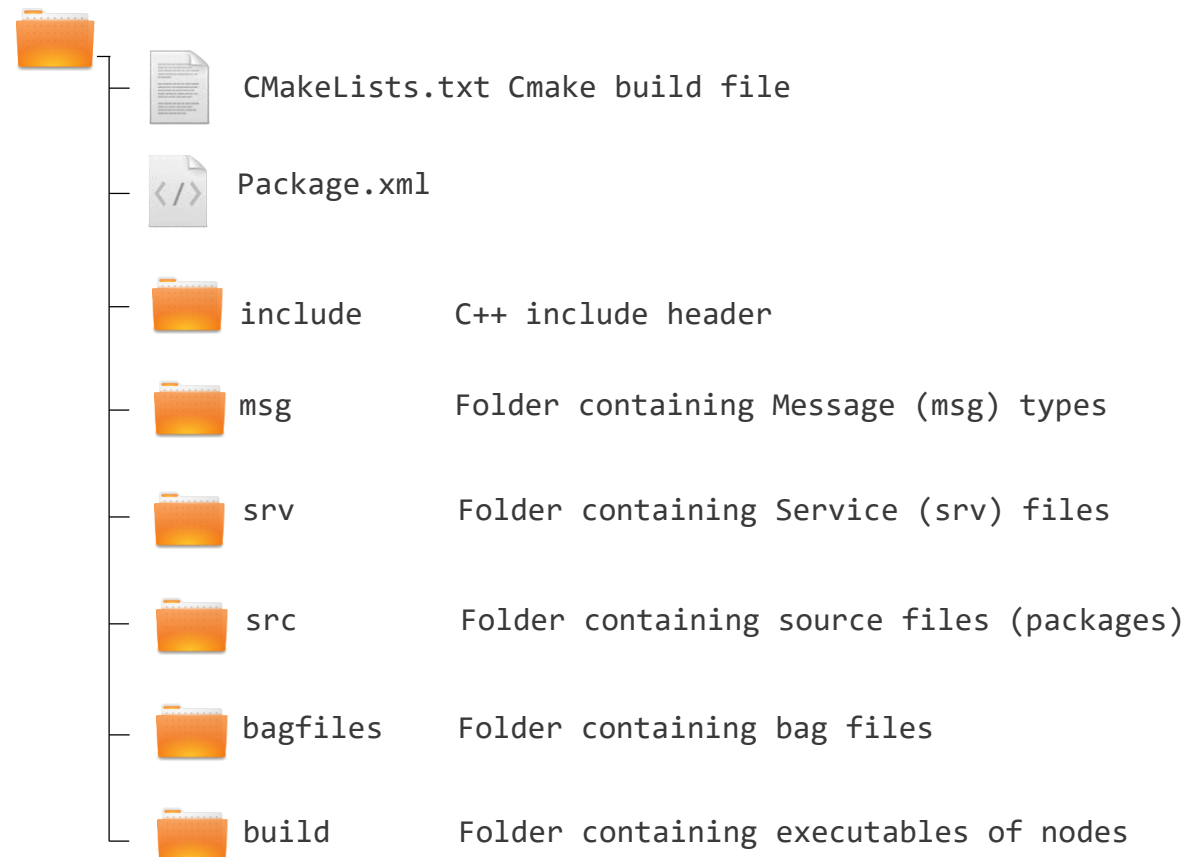 CMakeLists.txt Cmake build file
Package.xml
include C++ include header
msg Folder containing Message (msg) types
srv Folder containing Service (srv) files
src Folder containing source files (packages)
bagfiles Folder containing bag files
build Folder containing executables of nodes